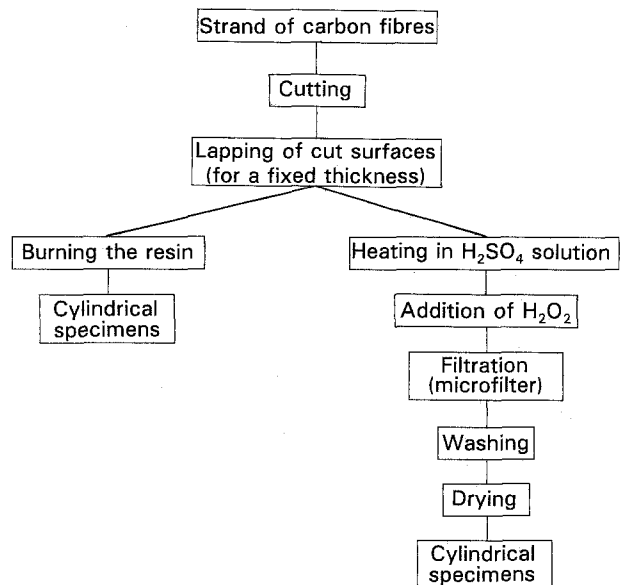 Strand of carbon fibres
Cutting
Lapping of cut surfaces
(for a fixed thickness)
Burning the resin
Cylindrical
specimens
Heating in H₂SO₄ solution
Addition of H₂O₂
Filtration
(microfilter)
Washing
Drying
Cylindrical
specimens